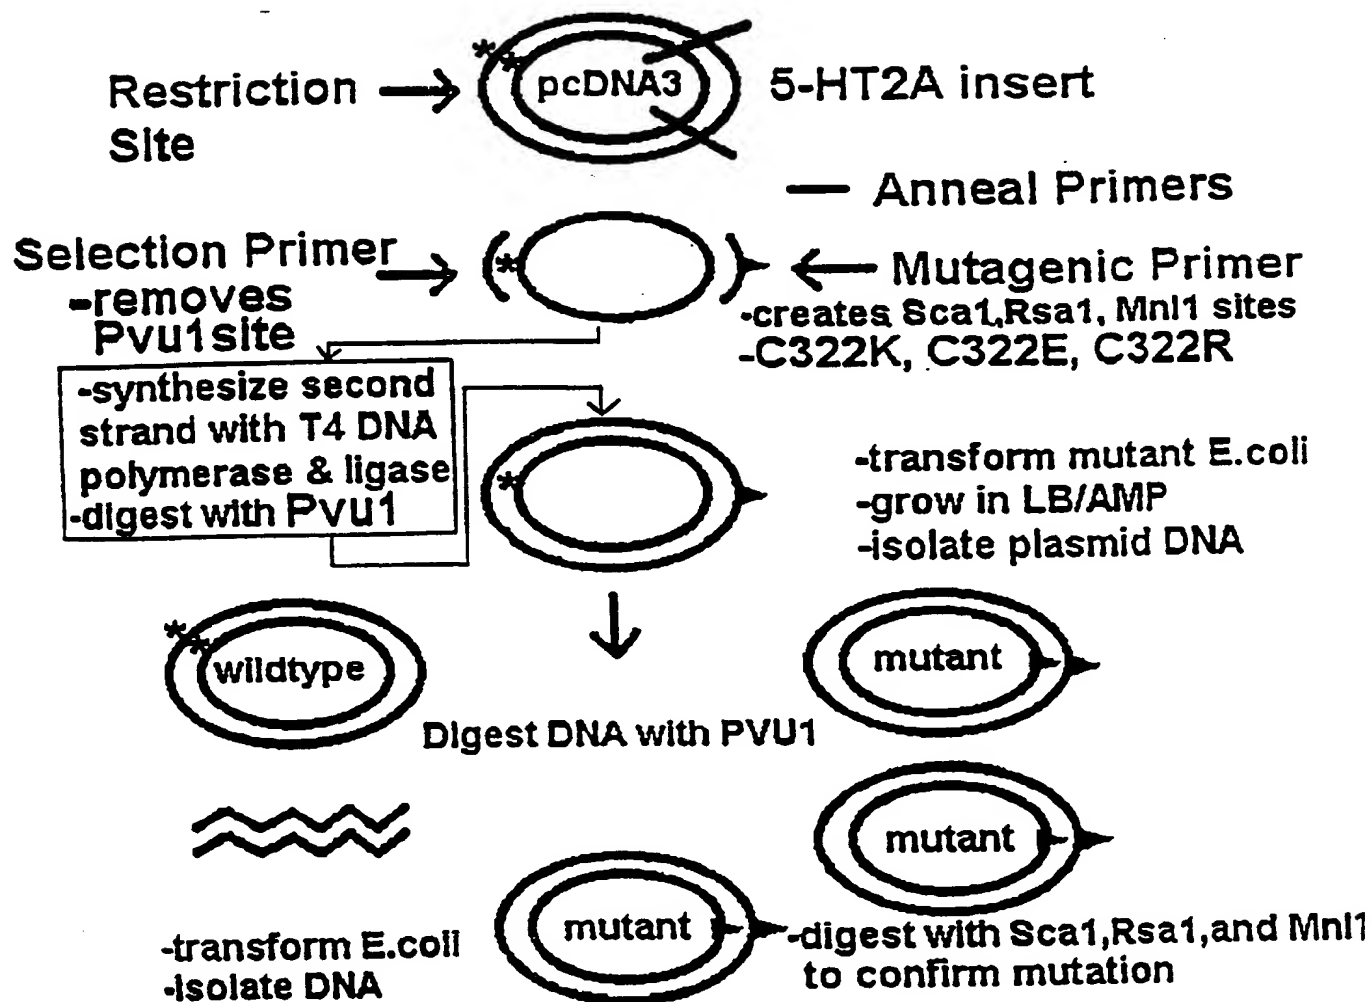 Restriction
Site
pcDNA3
5-HT2A insert
Anneal Primers
Selection Primer
-removes
Pvu1site
Mutagenic Primer
-creates Sca1,Rsa1, Mnl1 sites
-C322K, C322E, C322R
-synthesize second
strand with T4 DNA
polymerase & ligase
-digest with Pvu1
-transform mutant E.coli
-grow in LB/AMP
-isolate plasmid DNA
wildtype
mutant
Digest DNA with PVU1
mutant
mutant
-digest with Sca1,Rsa1,and Mnl1
to confirm mutation
-transform E.coli
-isolate DNA